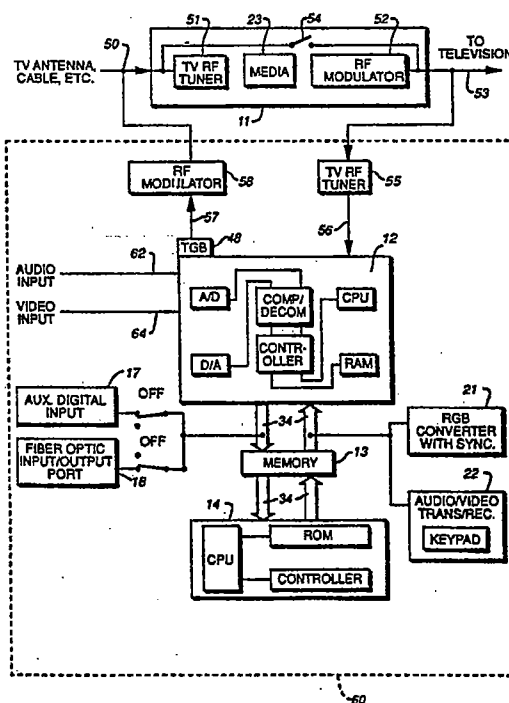 50
51
23
54
52
TV ANTENNA,
CABLE, ETC.
TV RF
TUNER
MEDIA
RF
MODULATOR
TO
TELEVISION
53
11
RF
MODULATOR
58
TV RF
TUNER
55
57
56
TGB
48
12
AUDIO
INPUT
62
VIDEO
INPUT
64
A/D
COMP/
DECOM
CPU
D/A
CONTR-
OLLER
RAM
17
AUX. DIGITAL
INPUT
OFF
OFF
FIBER OPTIC
INPUT/OUTPUT
PORT
18
34
34
MEMORY
13
21
RGB
CONVERTER
WITH SYNC.
22
AUDIO/VIDEO
TRANS/REC.
KEYPAD
14
34
CPU
ROM
CONTROLLER
60